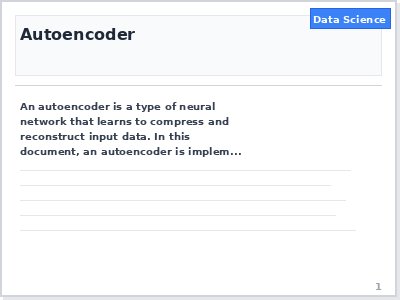 Data Science
Autoencoder
An autoencoder is a type of neural
network that learns to compress and
reconstruct input data. In this
document, an autoencoder is implem...
1